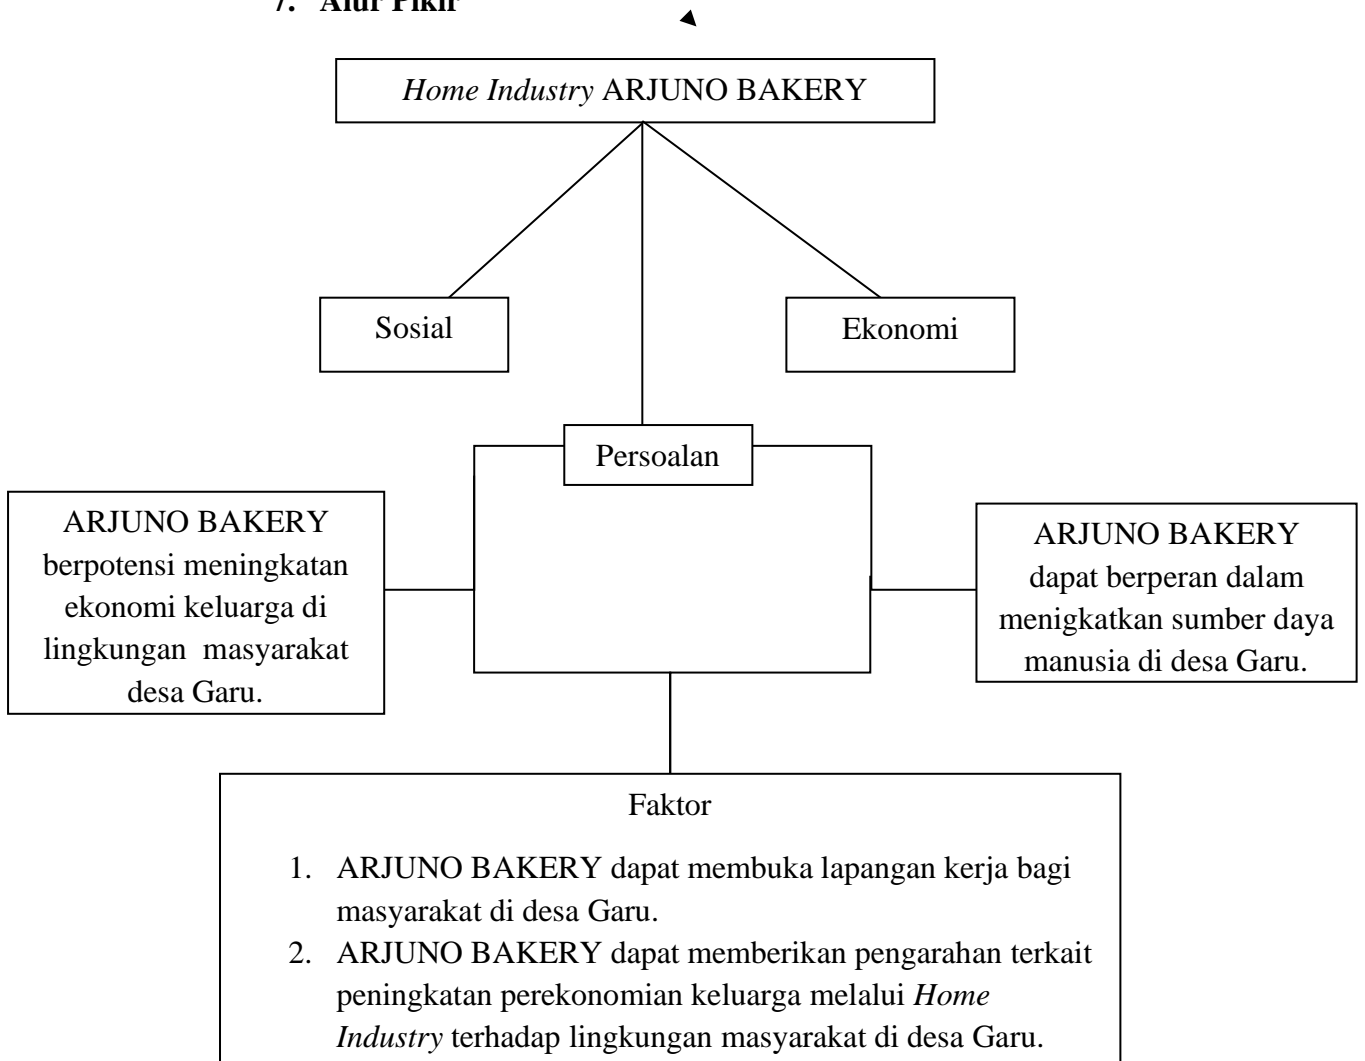 7. Alur Pikir
Home Industry ARJUNO BAKERY
Sosial
Ekonomi
Persoalan
ARJUNO BAKERY
berpotensi meningkatan
ekonomi keluarga di
lingkungan masyarakat
desa Garu.
ARJUNO BAKERY
dapat berperan dalam
menigkatkan sumber daya
manusia di desa Garu.
Faktor
1. ARJUNO BAKERY dapat membuka lapangan kerja bagi
masyarakat di desa Garu.
2. ARJUNO BAKERY dapat memberikan pengarahan terkait
peningkatan perekonomian keluarga melalui Home
Industry terhadap lingkungan masyarakat di desa Garu.